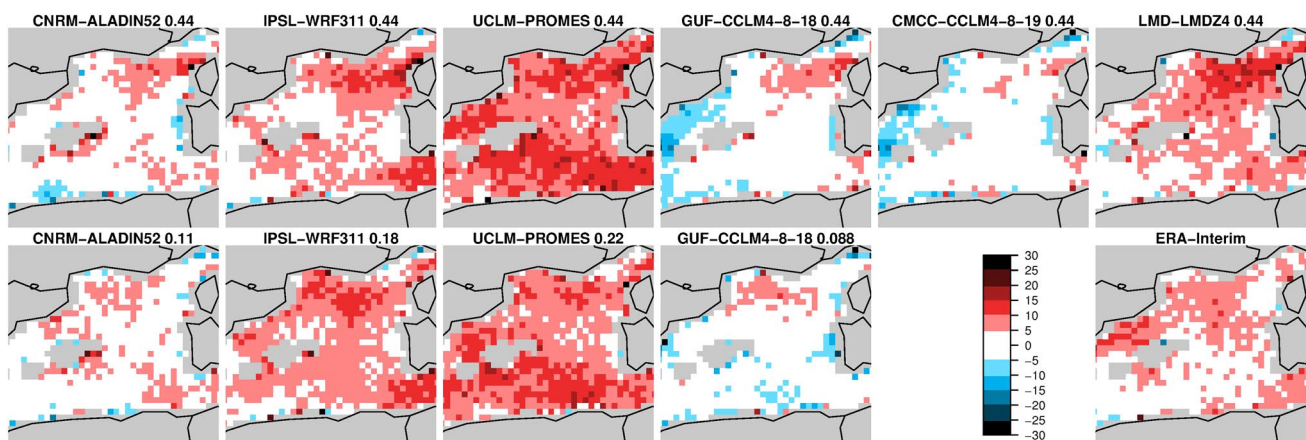 CNRM−ALADIN52 0.44
IPSL−WRF311 0.44
UCLM−PROMES 0.44
GUF−CCLM4−8−18 0.44
CMCC−CCLM4−8−19 0.44
LMD−LMDZ4 0.44
CNRM−ALADIN52 0.11
IPSL−WRF311 0.18
UCLM−PROMES 0.22
GUF−CCLM4−8−18 0.088
ERA−Interim
30
25
20
15
10
5
0
−5
−10
−15
−20
−25
−30